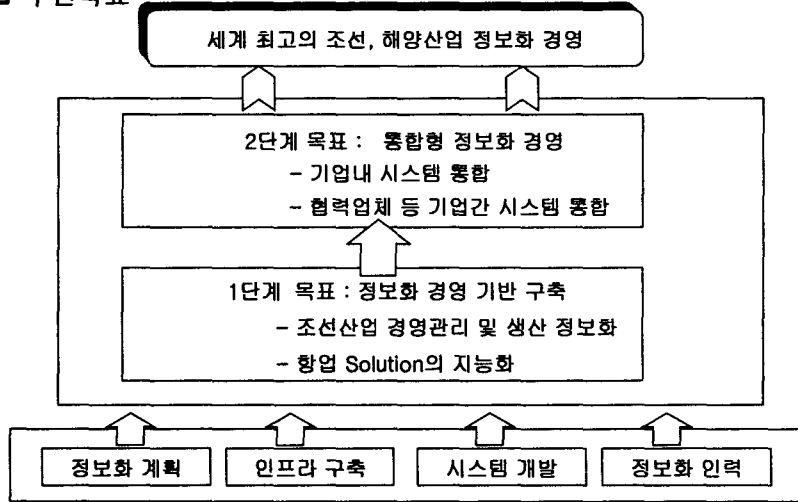 세계 최고의 조선, 해양산업 정보화 경영
2단계 목표 : 통합형 정보화 경영
- 기업내 시스템 통합
- 협력업체 등 기업간 시스템 통합
1단계 목표 : 정보화 경영 기반 구축
- 조선산업 경영관리 및 생산 정보화
- 항업 Solution의 지능화
정보화 계획 인프라 구축 시스템 개발 정보화 인력